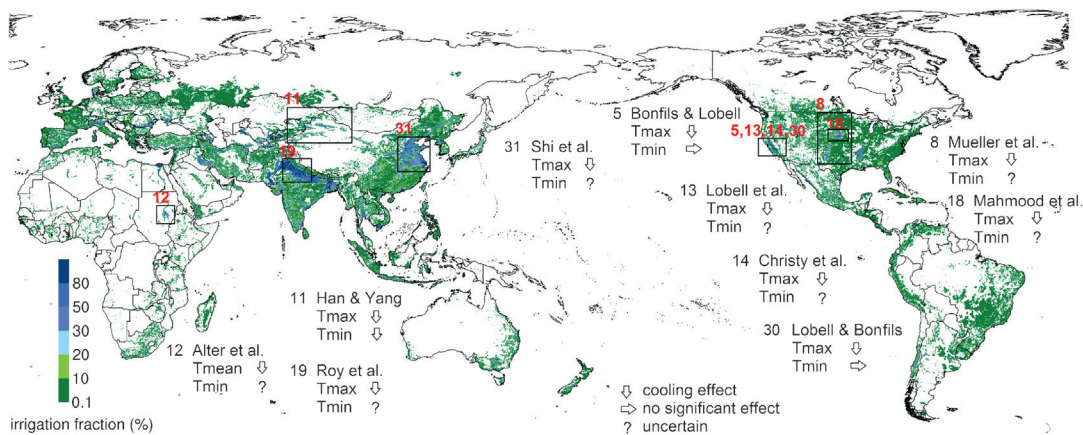 11
31
19
12
5,13,14,30
8
18
5 Bonfils & Lobell
Tmax ⇩
Tmin ⇨
31 Shi et al.
Tmax ⇩
Tmin ?
8 Mueller et al.
Tmax ⇩
Tmin ⇨
13 Lobell et al.
Tmax ⇩
Tmin ?
18 Mahmood et al.
Tmax ⇩
Tmin ?
14 Christy et al.
Tmax ⇩
Tmin ?
11 Han & Yang
Tmax ⇩
Tmin ⇩
30 Lobell & Bonfils
Tmax ⇩
Tmin ⇨
12 Alter et al.
Tmean ⇩
Tmin ?
19 Roy et al.
Tmax ⇩
Tmin ?
80
50
30
20
10
0.1
irrigation fraction (%)
⇩ cooling effect
⇨ no significant effect
? uncertain